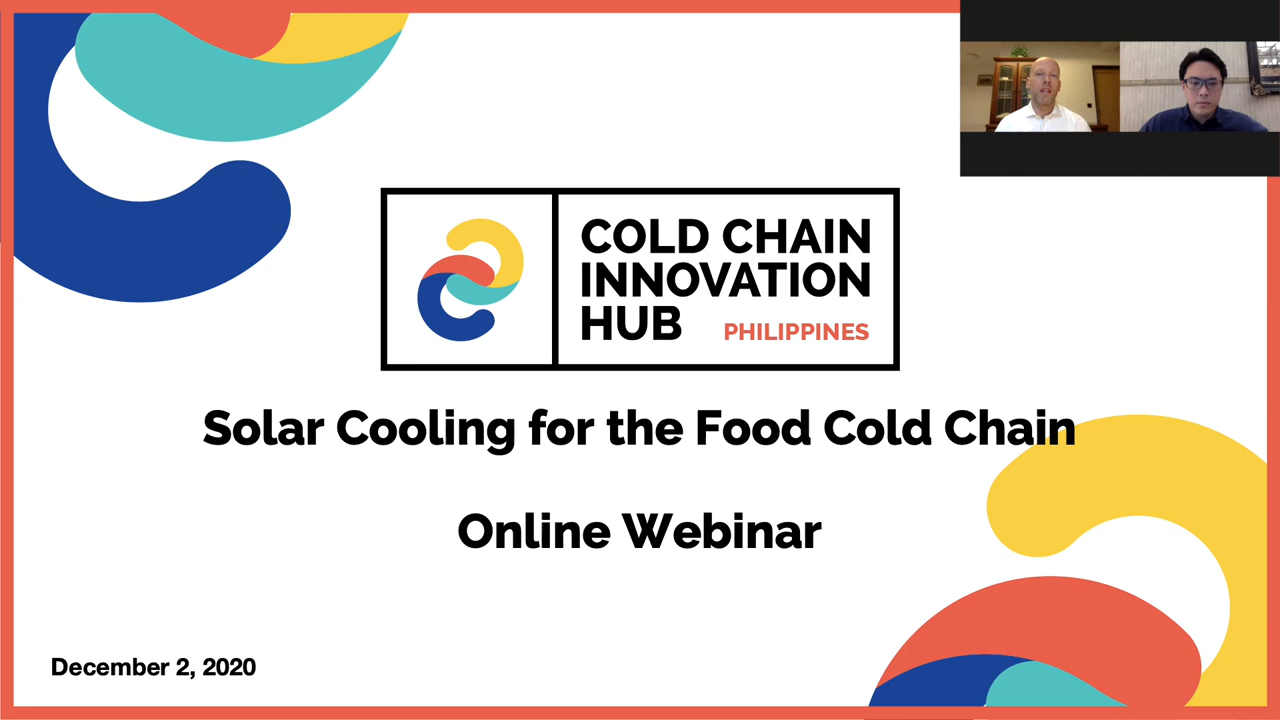 COLD CHAIN
INNOVATION
HUB PHILIPPINES
Solar Cooling for the Food Cold Chain
Online Webinar
December 2, 2020